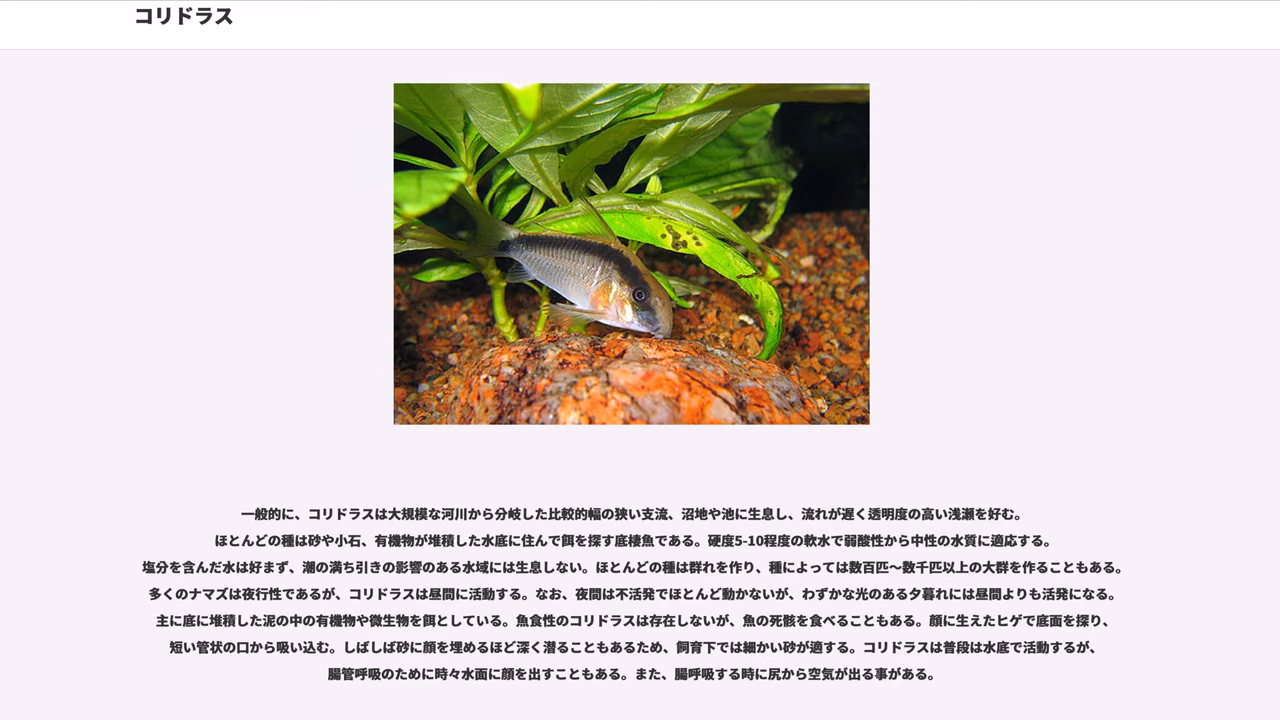 コリドラス
一般的に、コリドラスは大規模な河川から分岐した比較的幅の狭い支流、沼地や池に生息し、流れが遅く透明度の高い浅瀬を好む。
ほとんどの種は砂や小石、有機物が堆積した水底に住んで餌を探す底棲魚である。硬度5-10程度の軟水で弱酸性から中性の水質に適応する。
塩分を含んだ水は好まず、潮の満ち引きの影響のある水域には生息しない。ほとんどの種は群れを作り、種によっては数百匹〜数千匹以上の大群を作ることもある。
多くのナマズは夜行性であるが、コリドラスは昼間に活動する。なお、夜間は不活発でほとんど動かないが、わずかな光のある夕暮れには昼間よりも活発になる。
主に底に堆積した泥の中の有機物や微生物を餌としている。魚食性のコリドラスは存在しないが、魚の死骸を食べることもある。顔に生えたヒゲで底面を探り、
短い管状の口から吸い込む。しばしば砂に顔を埋めるほど深く潜ることもあるため、飼育下では細かい砂が適する。コリドラスは普段は水底で活動するが、
腸管呼吸のために時々水面に顔を出すこともある。また、腸呼吸する時に尻から空気が出る事がある。